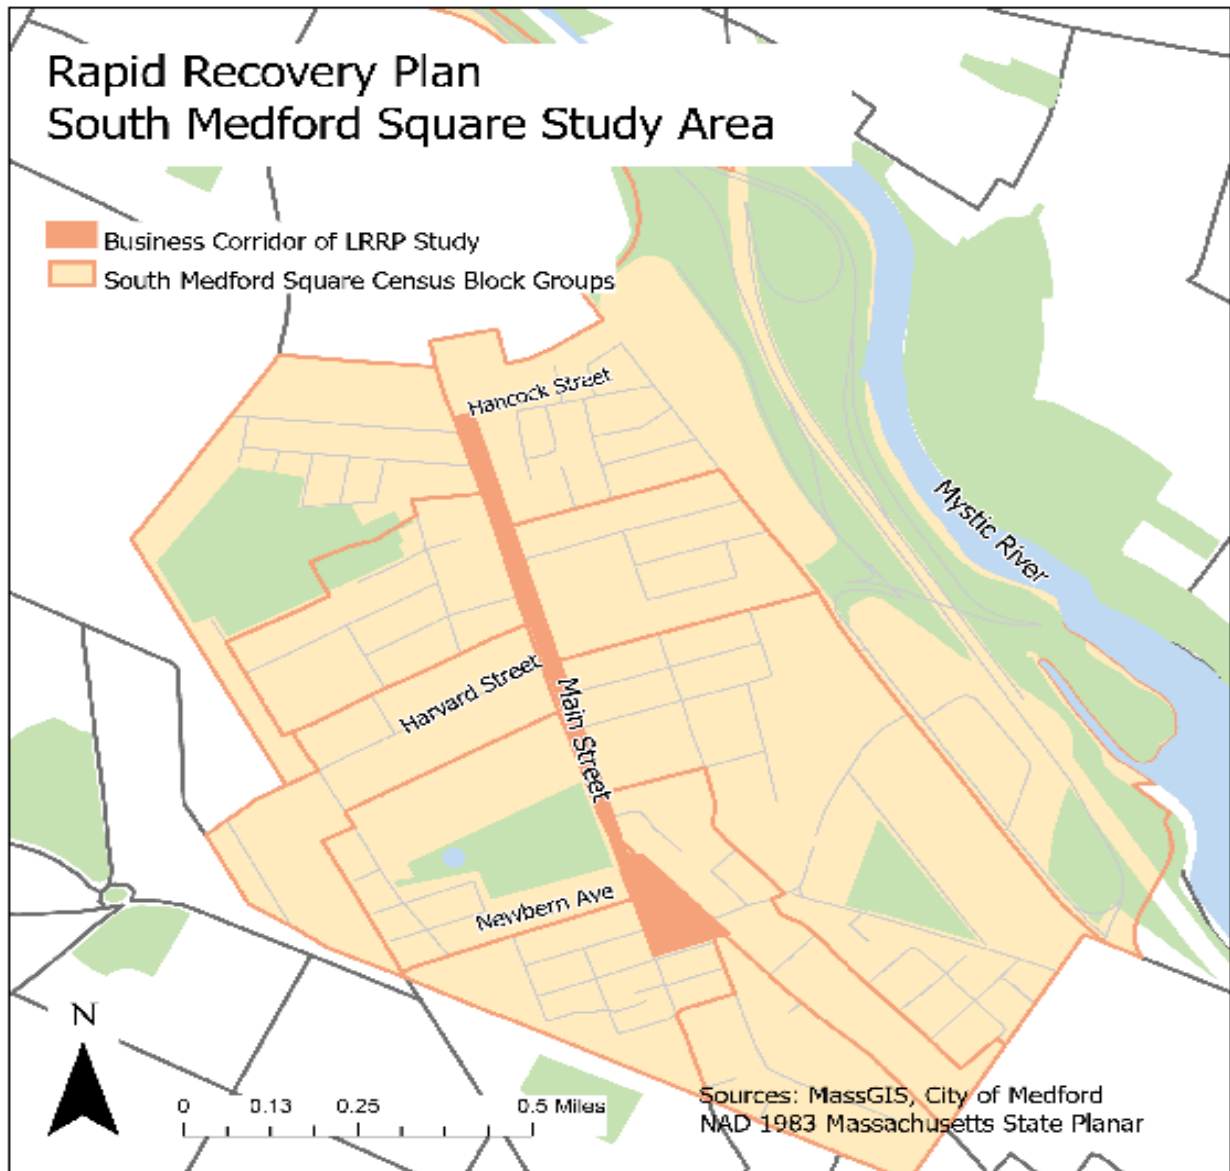 Rapid Recovery Plan
South Medford Square Study Area
Business Corridor of LRRP Study
South Medford Square Census Block Groups
Hancock Street
Mystic River
Harvard Street
Main Street
Newbern Ave
N
0 0.13 0.25 0.5 Miles
Sources: MassGIS, City of Medford
NAD 1983 Massachusetts State Planar